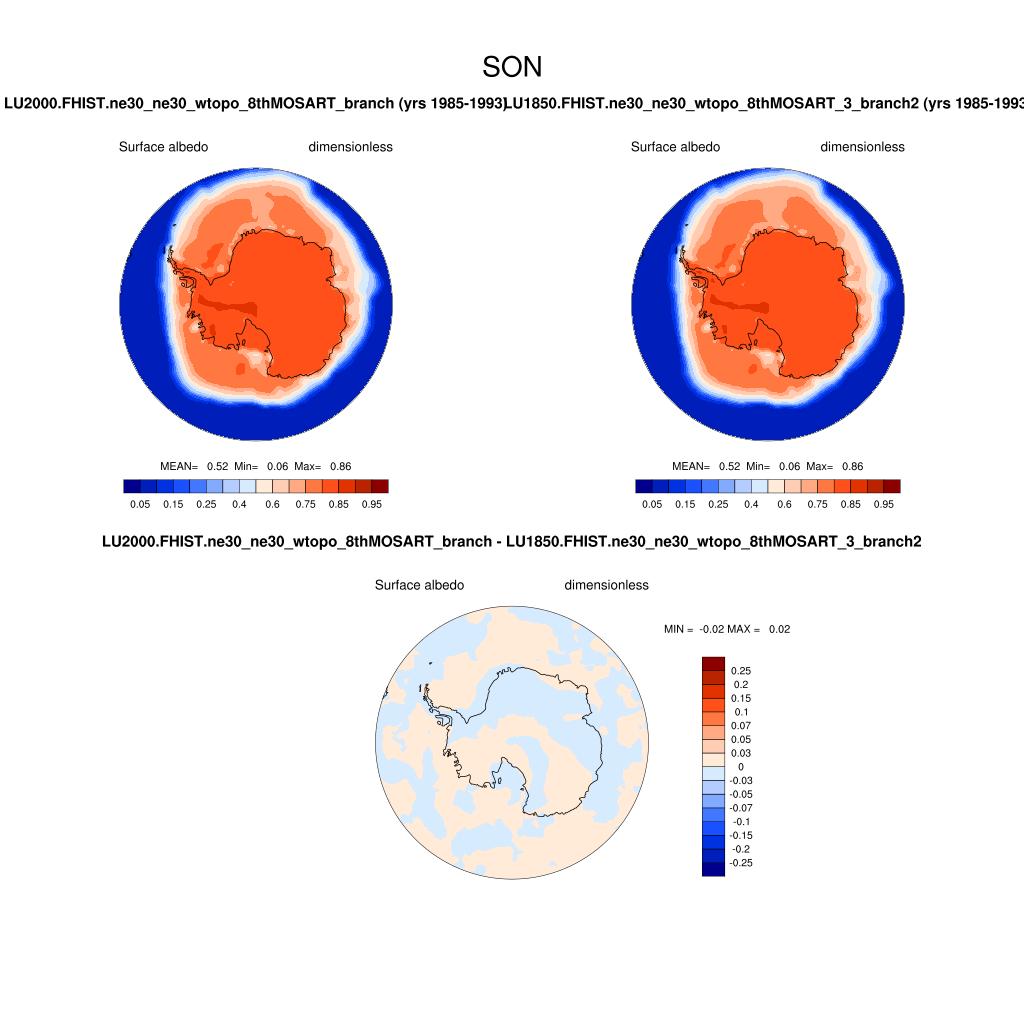 SON
LU2000.FHIST.ne30_ne30_wtopo_8thMOSART_branch (yrs 1985-1993)
LU1850.FHIST.ne30_ne30_wtopo_8thMOSART_3_branch2 (yrs 1985-1993
Surface albedo dimensionless
Surface albedo dimensionless
MEAN= 0.52 Min= 0.06 Max= 0.86
0.05 0.15 0.25 0.4 0.6 0.75 0.85 0.95
MEAN= 0.52 Min= 0.06 Max= 0.86
0.05 0.15 0.25 0.4 0.6 0.75 0.85 0.95
LU2000.FHIST.ne30_ne30_wtopo_8thMOSART_branch - LU1850.FHIST.ne30_ne30_wtopo_8thMOSART_3_branch2
Surface albedo dimensionless
MIN = -0.02 MAX = 0.02
0.25
0.2
0.15
0.1
0.07
0.05
0.03
0
-0.03
-0.05
-0.07
-0.1
-0.15
-0.2
-0.25